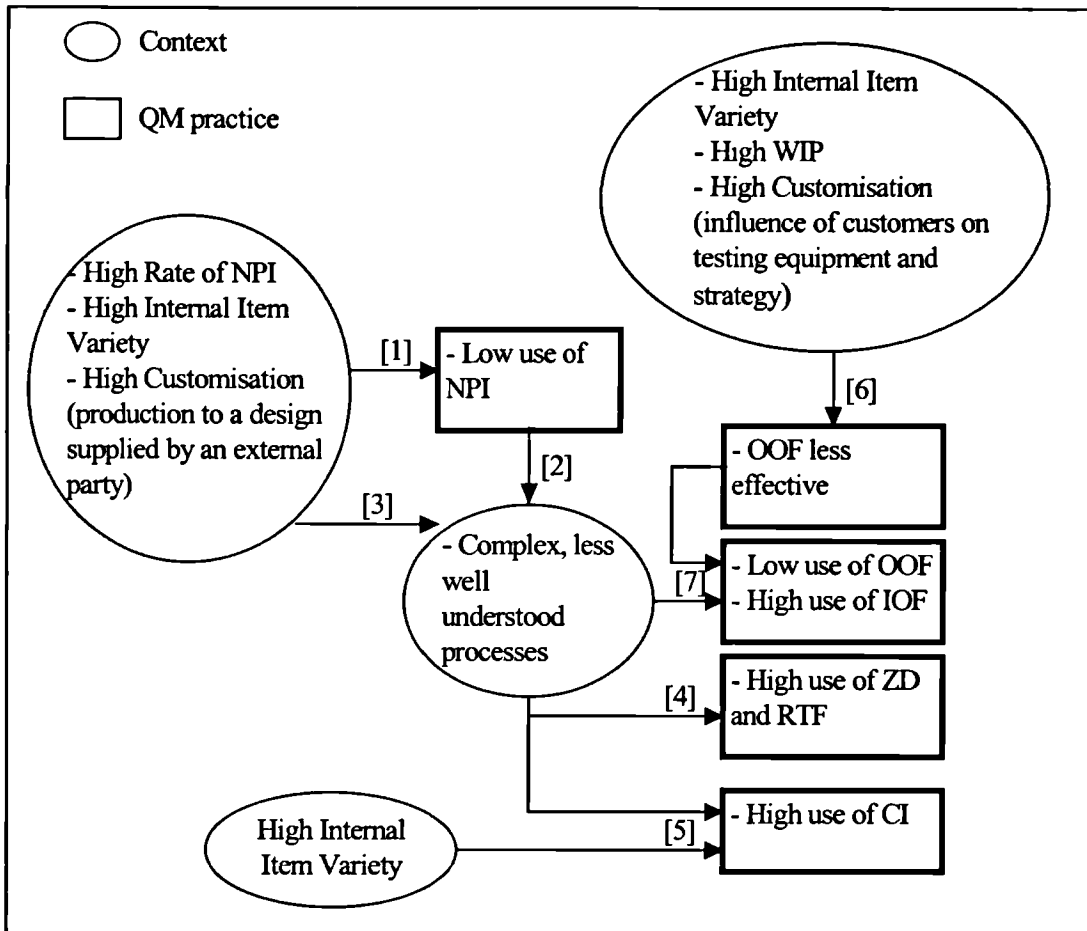 Context
QM practice
- High Internal Item
Variety
- High WIP
- High Customisation
(influence of customers on
testing equipment and
strategy)
- High Rate of NPI
- High Internal Item
Variety
- High Customisation
(production to a design
supplied by an external
party)
[1]
- Low use of
NPI
[6]
[2]
- OOF less
effective
[3]
- Complex, less
well
understood
processes
[7]
- Low use of OOF
- High use of IOF
[4]
- High use of ZD
and RTF
High Internal
Item Variety
[5]
- High use of CI